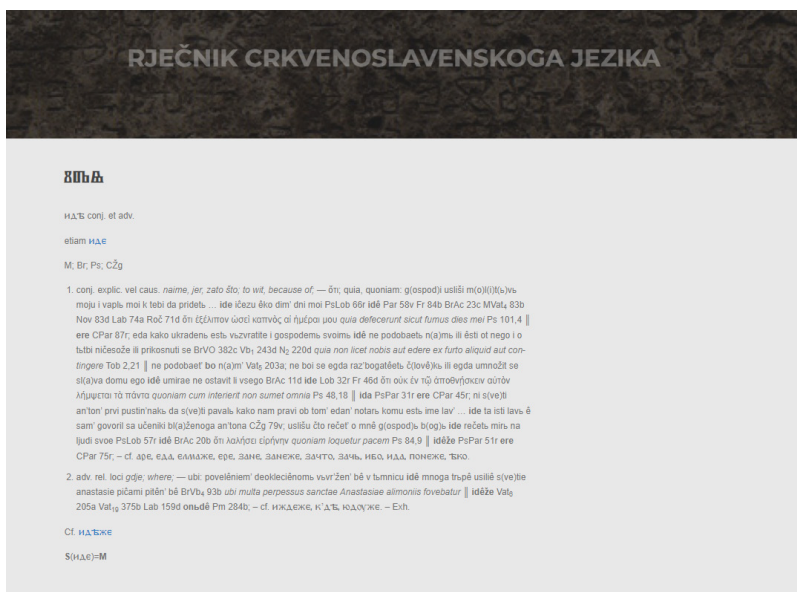 RJEČNIK CRKVENOSLAVENSKOGA JEZIKA
ⰻⰴⱐⱑ
идѣ conj. et adv.
etiam иде
M; Br; Ps; CŽg
1. conj. explic. vel caus. naime, jer, zato što; to wit, because of; — ὅτι; quia, quoniam: g(ospod)i usliši m(o)l(i)t(ь)vь
moju i vaplь moi k tebi da pridetь … ide ičezu êko dim' dni moi PsLob 66r idê Par 58v Fr 84b BrAc 23c MVat₄ 83b
Nov 83d Lab 74a Roč 71d ὅτι ἐξέλιπον ὡσεὶ καπνὸς αἱ ἡμέραι μου quia defecerunt sicut fumus dies mei Ps 101,4 ‖
ere CPar 87r; eda kako ukradenь estь vьzvratite i gospodemь svoimь idê ne podobaetь n(a)mь ili êsti ot nego i o
tьtbi ničesože ili prikosnuti se BrVO 382c Vb₁ 243d N₂ 220d quia non licet nobis aut edere ex furto aliquid aut con-
tingere Tob 2,21 ‖ ne podobaet' bo n(a)m' Vat₅ 203a; ne boi se egda raz'bogatêetь č(lovê)kь ili egda umnožit se
sl(a)va domu ego idê umirae ne ostavit li vsego BrAc 11d ide Lob 32r Fr 46d ὅτι οὐκ ἐν τῷ ἀποθνῄσκειν αὐτὸν
λήμψεται τὰ πάντα quoniam cum interierit non sumet omnia Ps 48,18 ‖ ida PsPar 31r ere CPar 45r; ni s(ve)ti
an'ton' prvi pustin'nakь da s(ve)ti pavalь kako nam pravi ob tom' edan' notarь komu estь ime lav' … ide ta isti lavь ê
sam' govoril sa učeniki bl(a)ženoga an'tona CŽg 79v; uslišu čto rečet' o mnê g(ospod)ь b(og)ь ide rečetь mirь na
ljudi svoe PsLob 57r idê BrAc 20b ὅτι λαλήσει εἰρήνην quoniam loquetur pacem Ps 84,9 ‖ idêže PsPar 51r ere
CPar 75r; – cf. аре, еда, елмаже, ере, зане, занеже, зачто, зачь, ибо, ида, понеже, ѣко.
2. adv. rel. loci gdje; where; — ubi: povelêniem' deokleciênomь vьvr'žen' bê v tьmnicu idê mnoga trьpê usiliê s(ve)tie
anastasie pičami pitên' bê BrVb₄ 93b ubi multa perpessus sanctae Anastasiae alimoniis fovebatur ‖ idêže Vat₆
205a Vat₁₉ 375b Lab 159d onьdê Pm 284b; – cf. иждеже, к'дѣ, юдоуже. – Exh.
Cf. идѣже
S(иде)=M